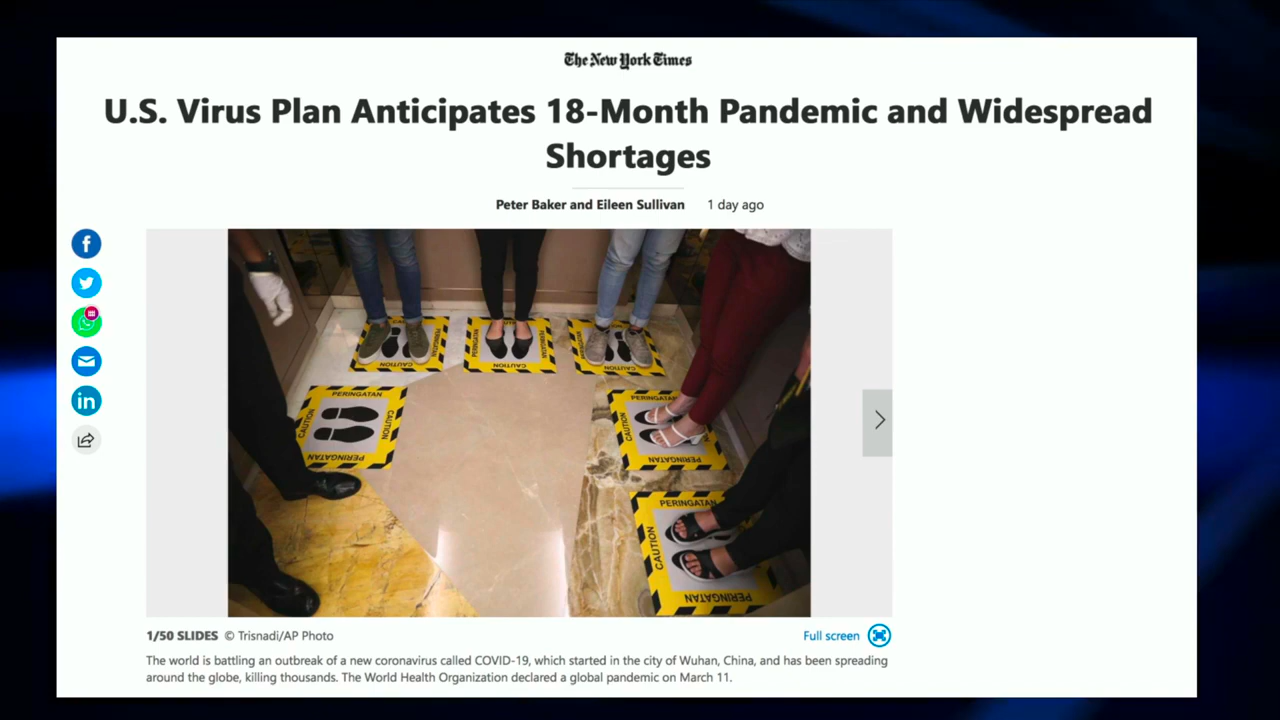 The New York Times
U.S. Virus Plan Anticipates 18-Month Pandemic and Widespread
Shortages
Peter Baker and Eileen Sullivan 1 day ago
CAUTION
PERINGATAN
PERINGATAN
CAUTION
CAUTION
PERINGATAN
CAUTION
PERINGATAN
CAUTION
CAUTION
PERINGATAN
PERINGATAN
CAUTION
PERINGATAN
PERINGATAN
CAUTION
PERINGATAN
1/50 SLIDES © Trisnadi/AP Photo
Full screen
The world is battling an outbreak of a new coronavirus called COVID-19, which started in the city of Wuhan, China, and has been spreading
around the globe, killing thousands. The World Health Organization declared a global pandemic on March 11.